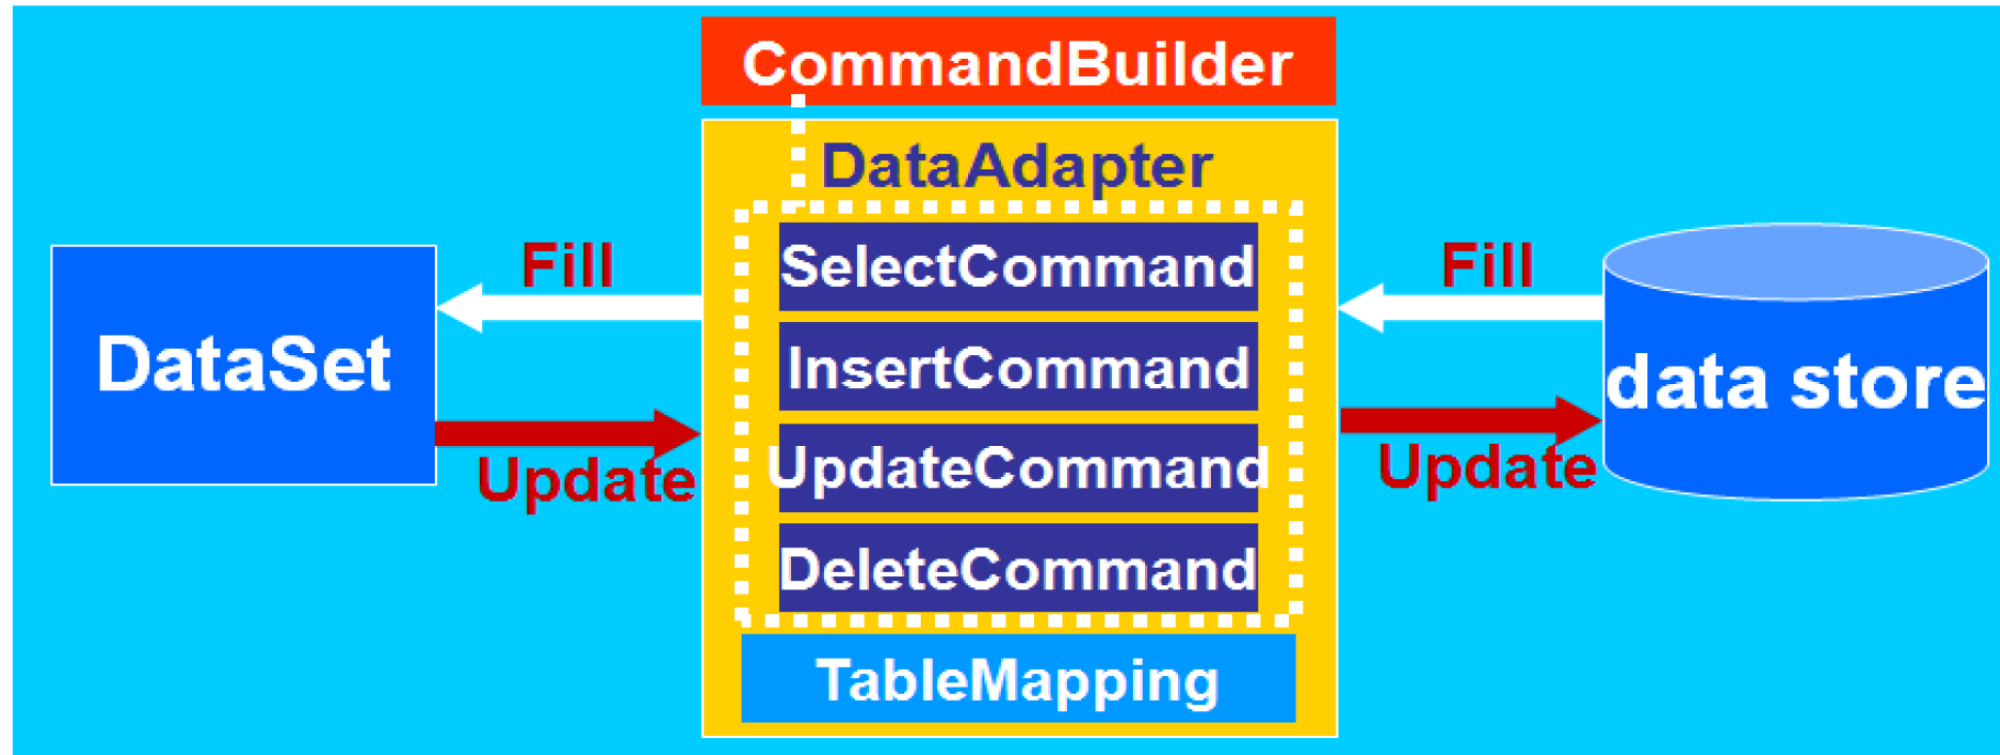 CommandBuilder
DataAdapter
SelectCommand
InsertCommand
UpdateCommand
DeleteCommand
TableMapping
DataSet
Fill
Update
Fill
Update
data store